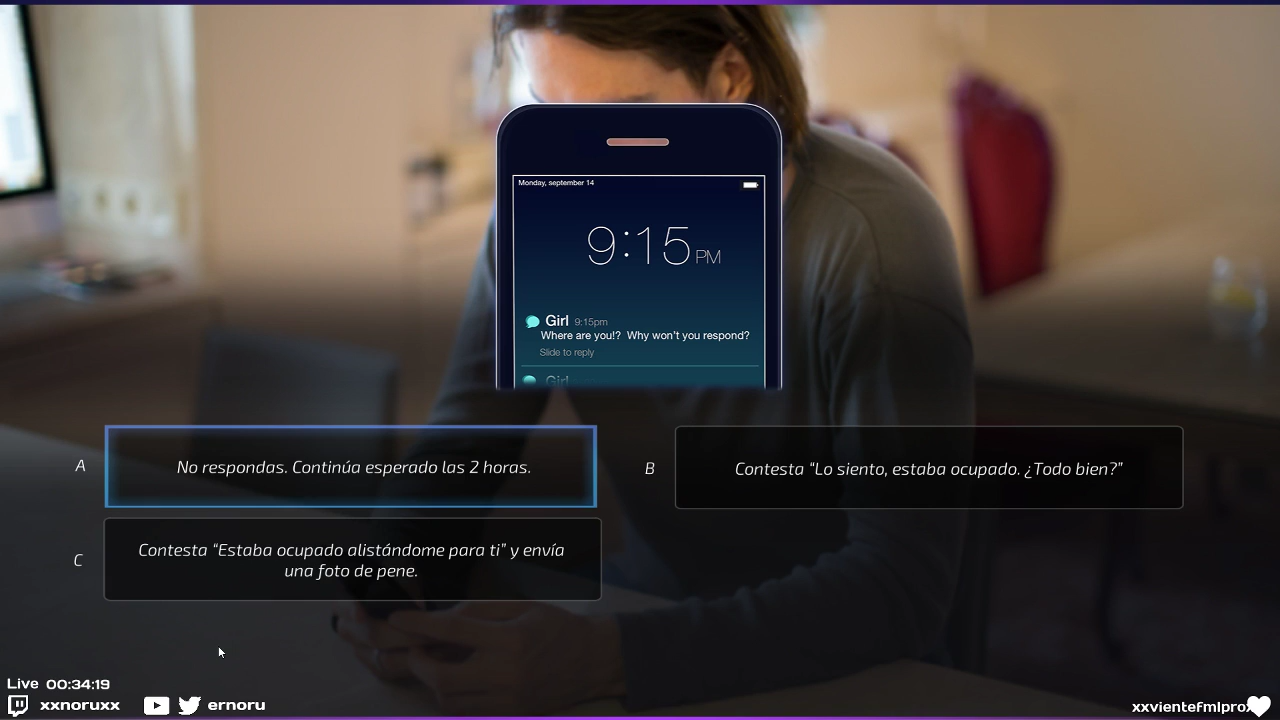 Monday, september 14
9:15 PM
Girl 9:15pm
Where are you!? Why won't you respond?
Slide to reply
Girl
A
No respondas. Continúa esperado las 2 horas.
B
Contesta “Lo siento, estaba ocupado. ¿Todo bien?”
C
Contesta “Estaba ocupado alistándome para ti” y envía
una foto de pene.
Live 00:34:19
xxnoruxx
ernoru